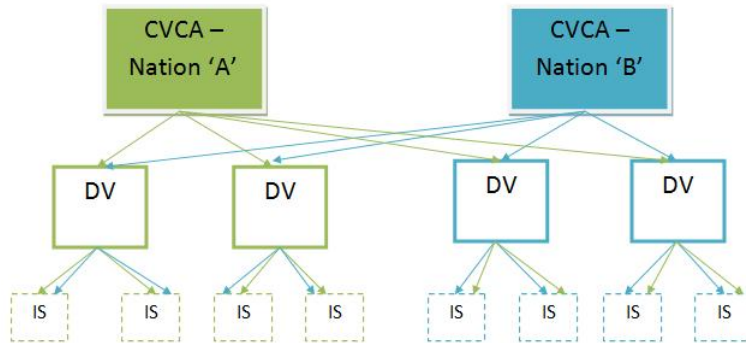 CVCA –
Nation ‘A’
CVCA –
Nation ‘B’
DV
DV
DV
DV
IS
IS
IS
IS
IS
IS
IS
IS